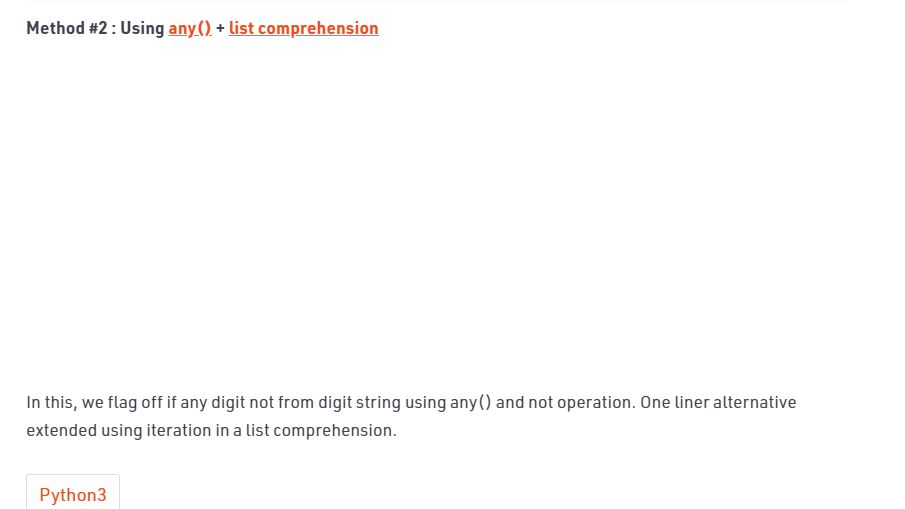 Method #2 : Using any() + list comprehension
In this, we flag off if any digit not from digit string using any() and not operation. One liner alternative
extended using iteration in a list comprehension.
Python3